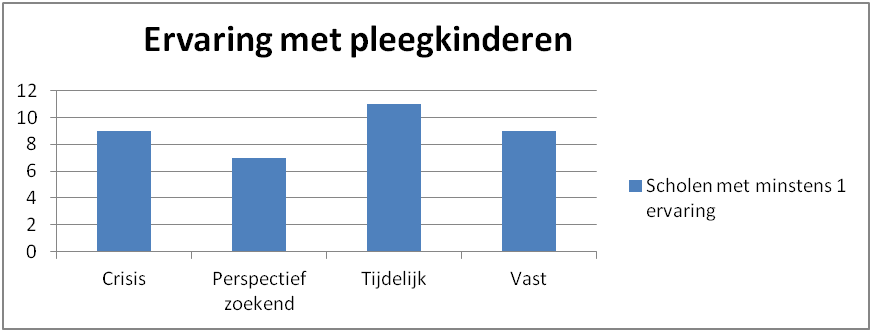 Ervaring met pleegkinderen
12
10
8
6
4
2
0
Crisis
Perspectief
zoekend
Tijdelijk
Vast
Scholen met minstens 1
ervaring